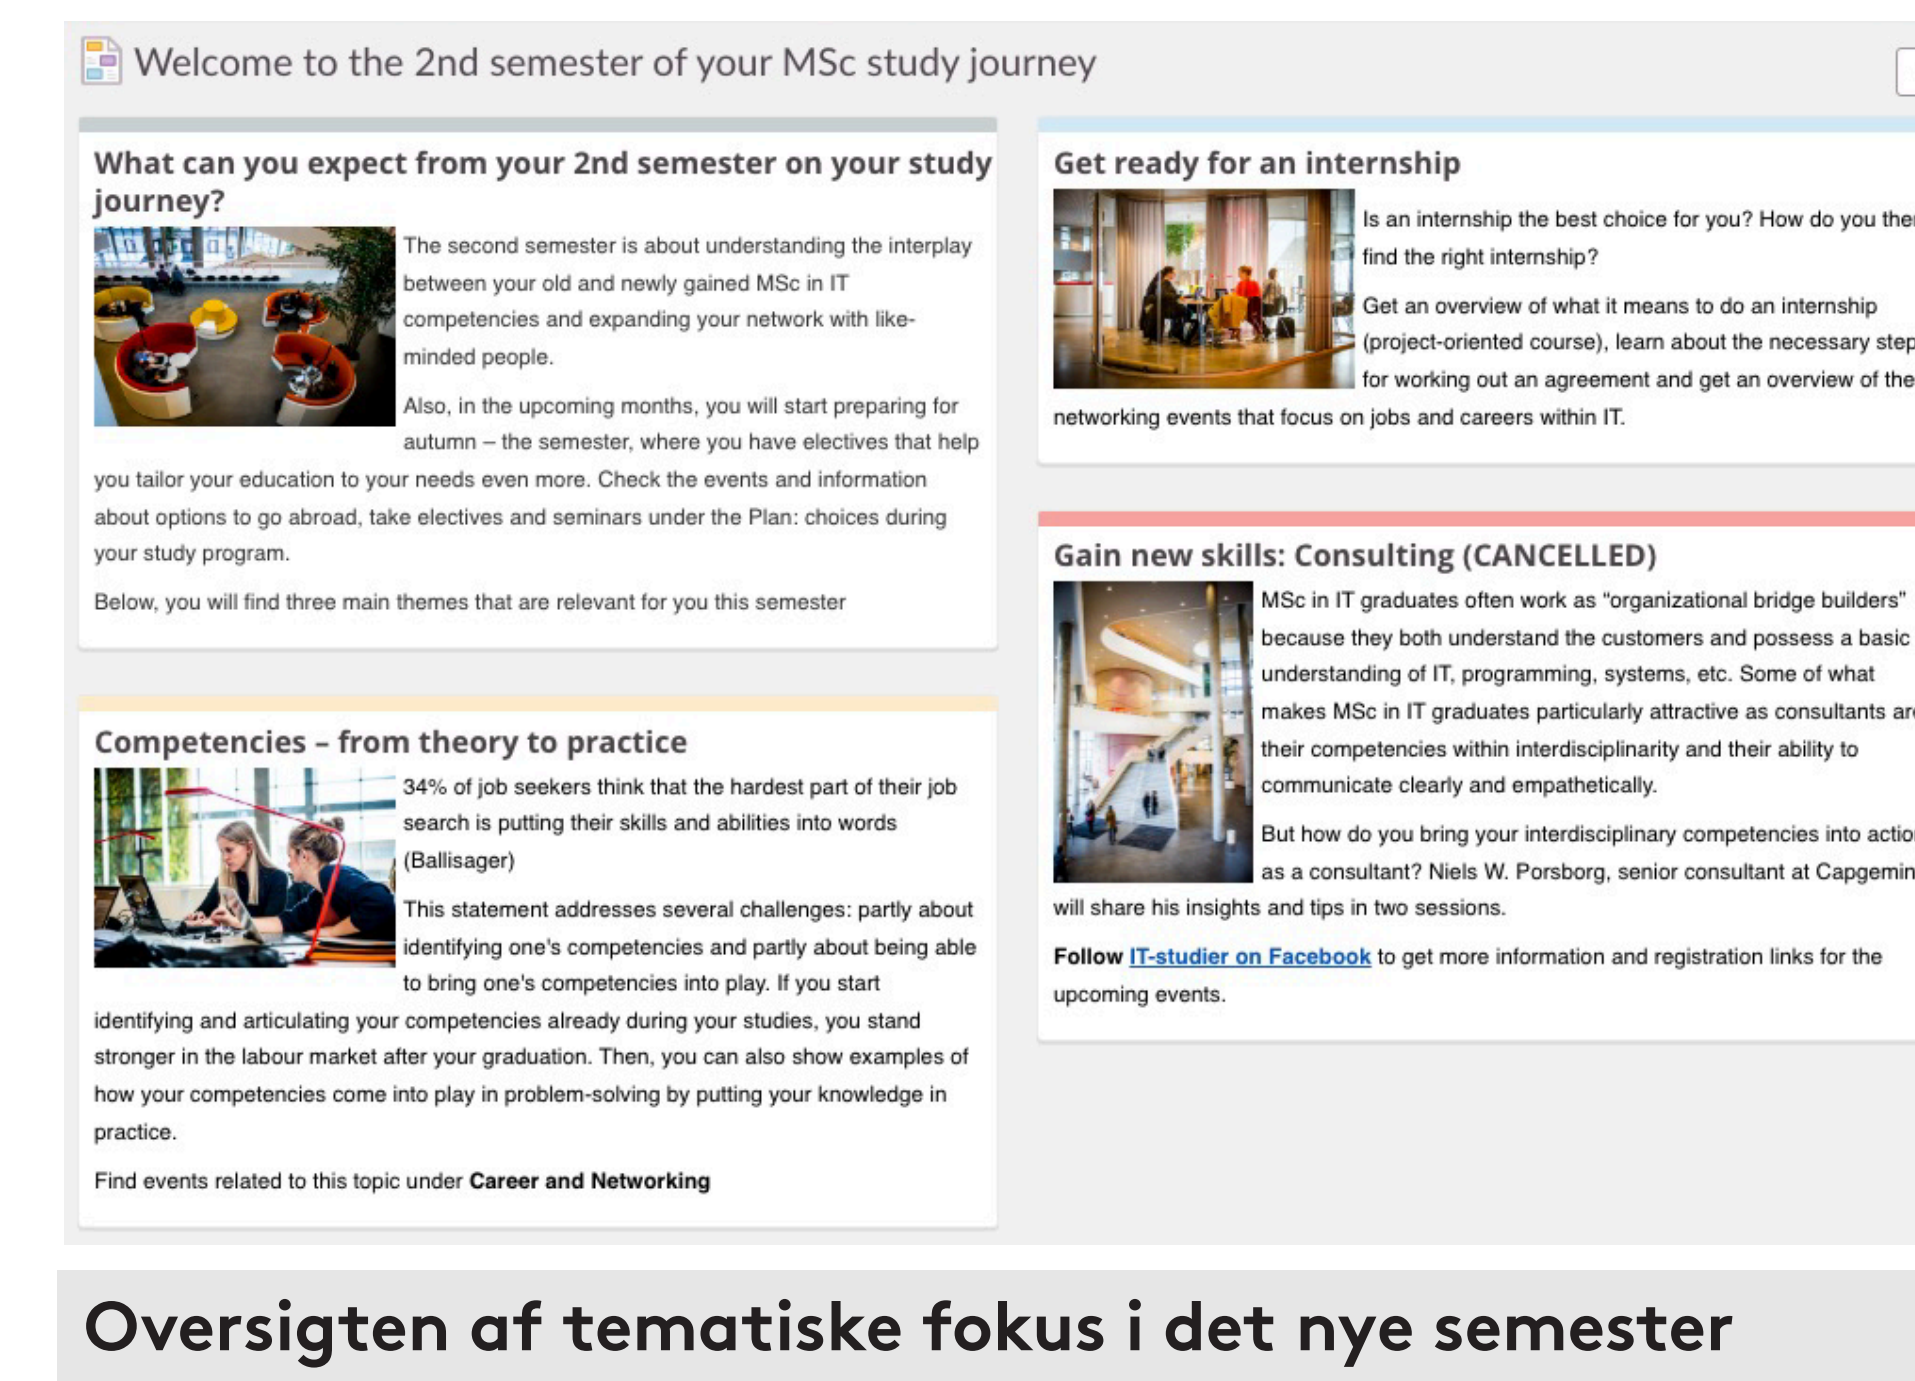 Welcome to the 2nd semester of your MSc study journey
What can you expect from your 2nd semester on your study
journey?
The second semester is about understanding the interplay
between your old and newly gained MSc in IT
competencies and expanding your network with like-
minded people.
Also, in the upcoming months, you will start preparing for
autumn – the semester, where you have electives that help
you tailor your education to your needs even more. Check the events and information
about options to go abroad, take electives and seminars under the Plan: choices during
your study program.
Below, you will find three main themes that are relevant for you this semester
Competencies – from theory to practice
34% of job seekers think that the hardest part of their job
search is putting their skills and abilities into words
(Ballisager)
This statement addresses several challenges: partly about
identifying one's competencies and partly about being able
to bring one's competencies into play. If you start
identifying and articulating your competencies already during your studies, you stand
stronger in the labour market after your graduation. Then, you can also show examples of
how your competencies come into play in problem-solving by putting your knowledge in
practice.
Find events related to this topic under Career and Networking
Get ready for an internship
Is an internship the best choice for you? How do you
find the right internship?
Get an overview of what it means to do an internship
(project-oriented course), learn about the necessary
for working out an agreement and get an overview of the
networking events that focus on jobs and careers within IT.
Gain new skills: Consulting (CANCELLED)
MSc in IT graduates often work as “organizational bridge builders”
because they both understand the customers and possess a basic
understanding of IT, programming, systems, etc. Some of what
makes MSc in IT graduates particularly attractive as consultants
their competencies within interdisciplinarity and their ability to
communicate clearly and empathetically.
But how do you bring your interdisciplinary competencies into
as a consultant? Niels W. Porsborg, senior consultant at
will share his insights and tips in two sessions.
Follow IT-studier on Facebook to get more information and registration links for the
upcoming events.
Oversigten af tematiske fokus i det nye semester